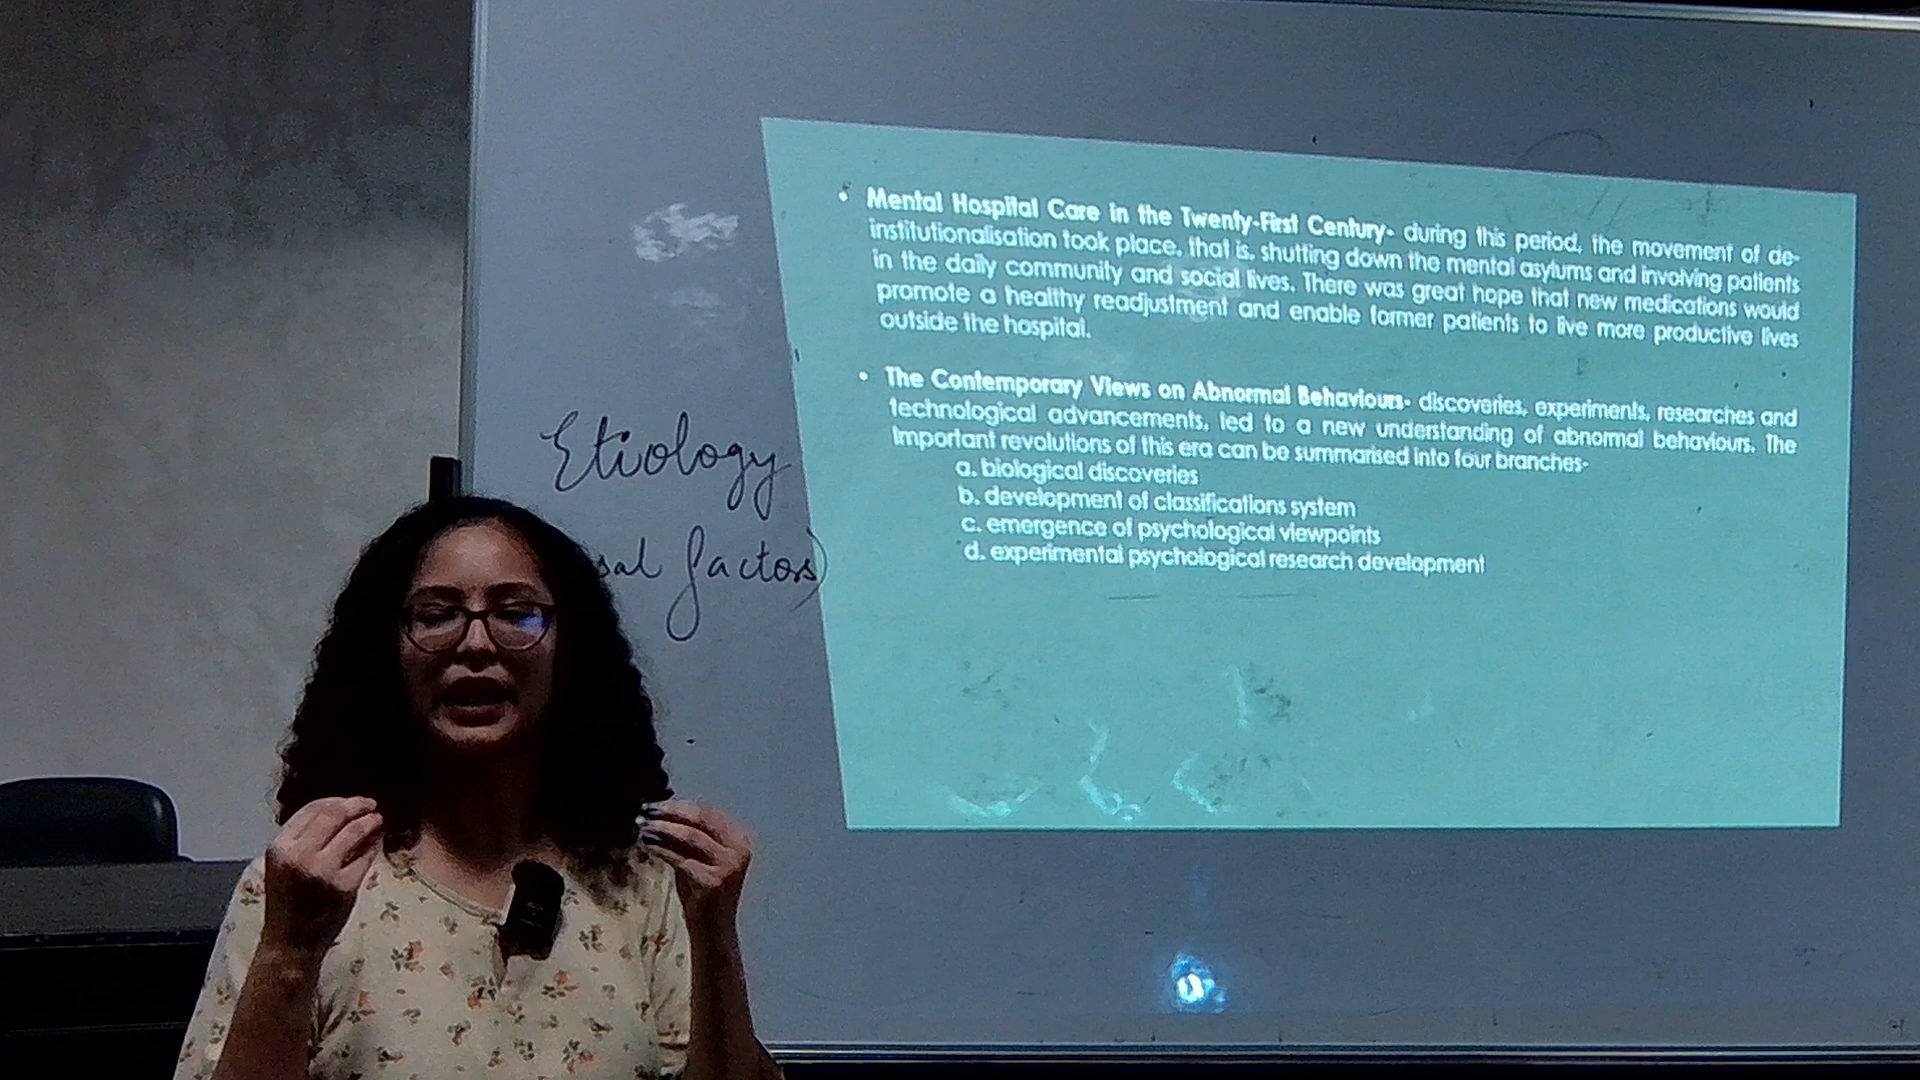 • Mental Hospital Care in the Twenty-First Century- during this period, the movement of de-
institutionalisation took place, that is, shutting down the mental asylums and involving patients
in the daily community and social lives. There was great hope that new medications would
promote a healthy readjustment and enable former patients to live more productive lives
outside the hospital.
• The Contemporary Views on Abnormal Behaviours- discoveries, experiments, researches and
technological advancements, led to a new understanding of abnormal behaviours. The
important revolutions of this era can be summarised into four branches-
a. biological discoveries
b. development of classifications system
c. emergence of psychological viewpoints
d. experimental psychological research development
Etiology
factors)